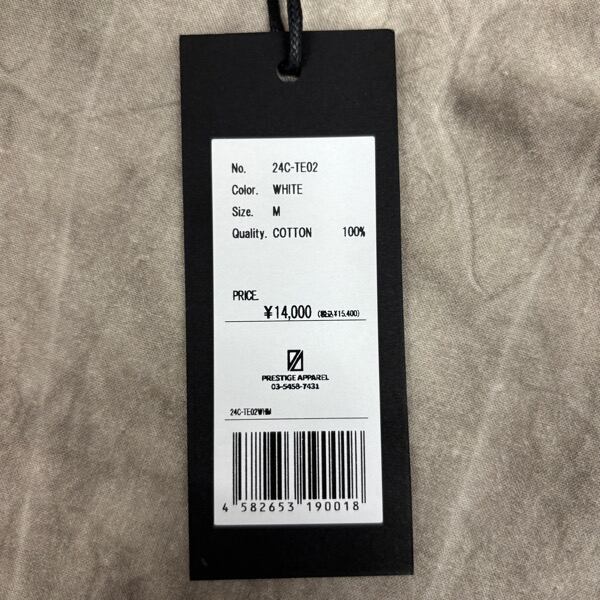 No. 24C-TE02
Color. WHITE
Size. M
Quality. COTTON 100%
PRICE.
¥14,000 (税込¥15,400)
PRESTIGE APPAREL
03-5458-7431
24C-TE02WHM
4 582653 190018